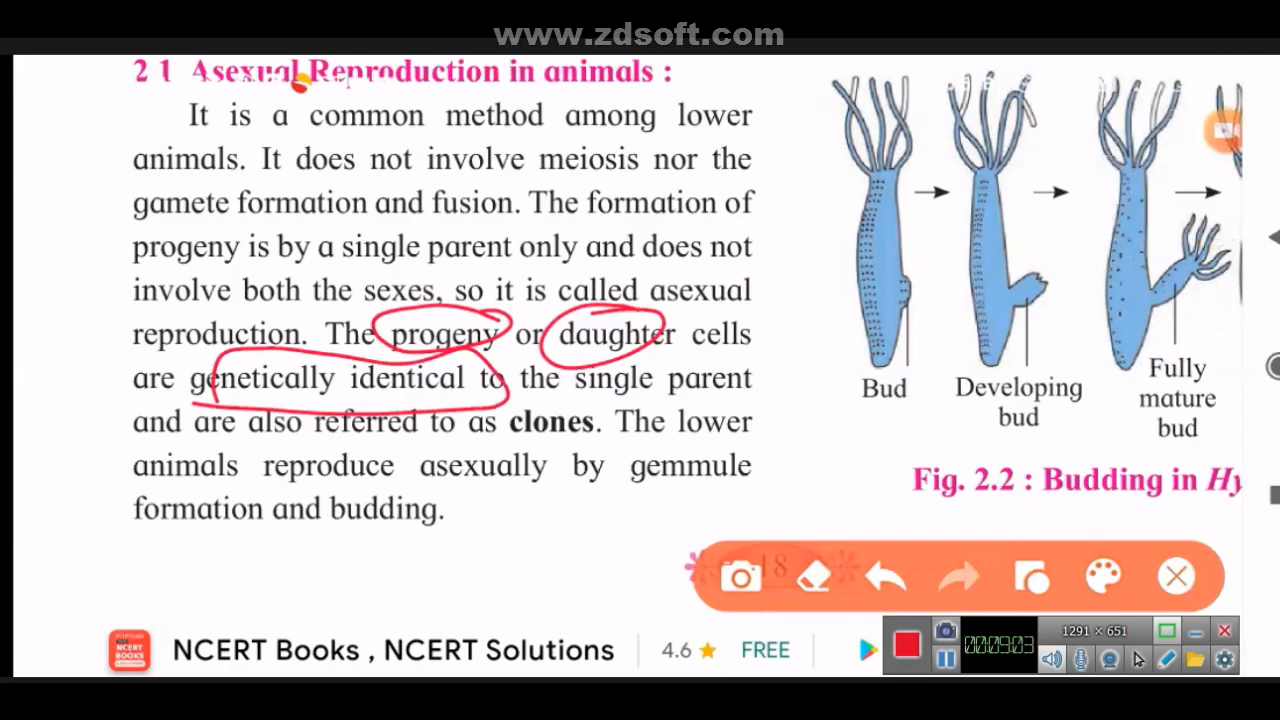 www.zdsoft.com
2 1 Asexual Reproduction in animals :
It is a common method among lower
animals. It does not involve meiosis nor the
gamete formation and fusion. The formation of
progeny is by a single parent only and does not
involve both the sexes, so it is called asexual
reproduction. The progeny or daughter cells
are genetically identical to the single parent
and are also referred to as clones. The lower
animals reproduce asexually by gemmule
formation and budding.
Bud
Developing
bud
Fully
mature
bud
Fig. 2.2 : Budding in Hy
18
NCERT Books , NCERT Solutions
4.6
FREE
1291 × 651
00:09:03